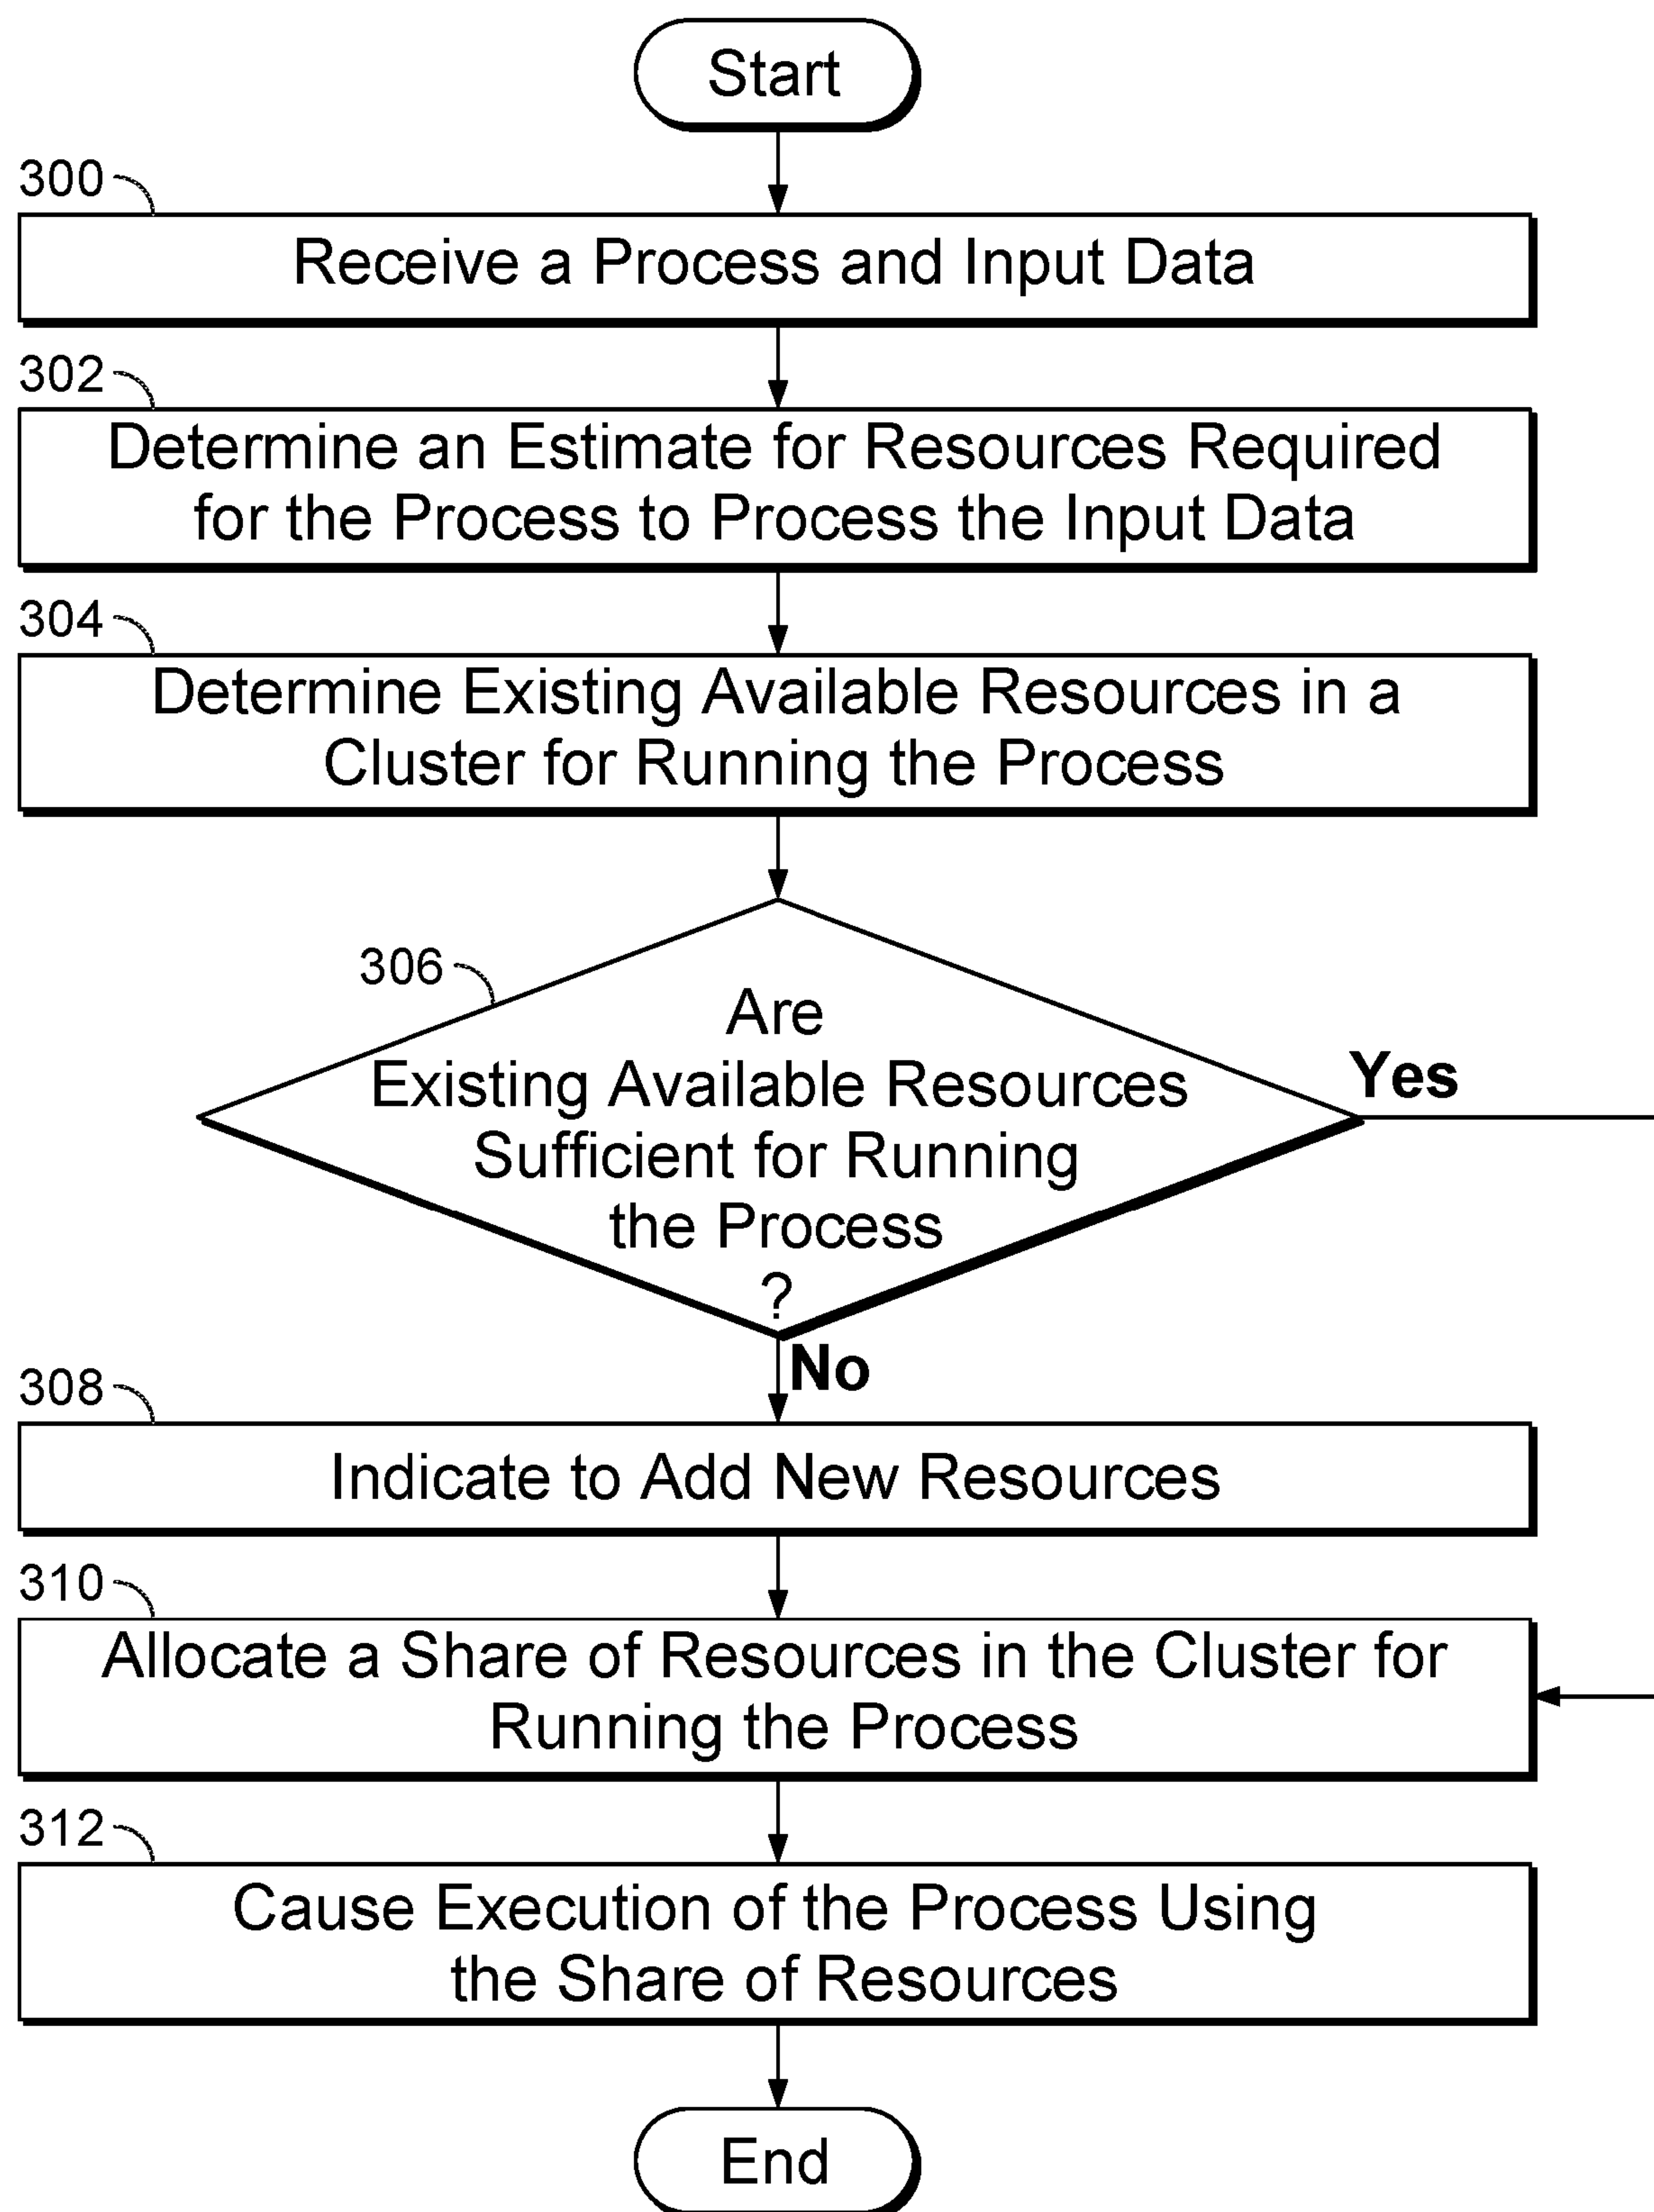 Start
300
Receive a Process and Input Data
302
Determine an Estimate for Resources Required
for the Process to Process the Input Data
304
Determine Existing Available Resources in a
Cluster for Running the Process
306
Are
Existing Available Resources
Sufficient for Running
the Process
?
Yes
No
308
Indicate to Add New Resources
310
Allocate a Share of Resources in the Cluster for
Running the Process
312
Cause Execution of the Process Using
the Share of Resources
End